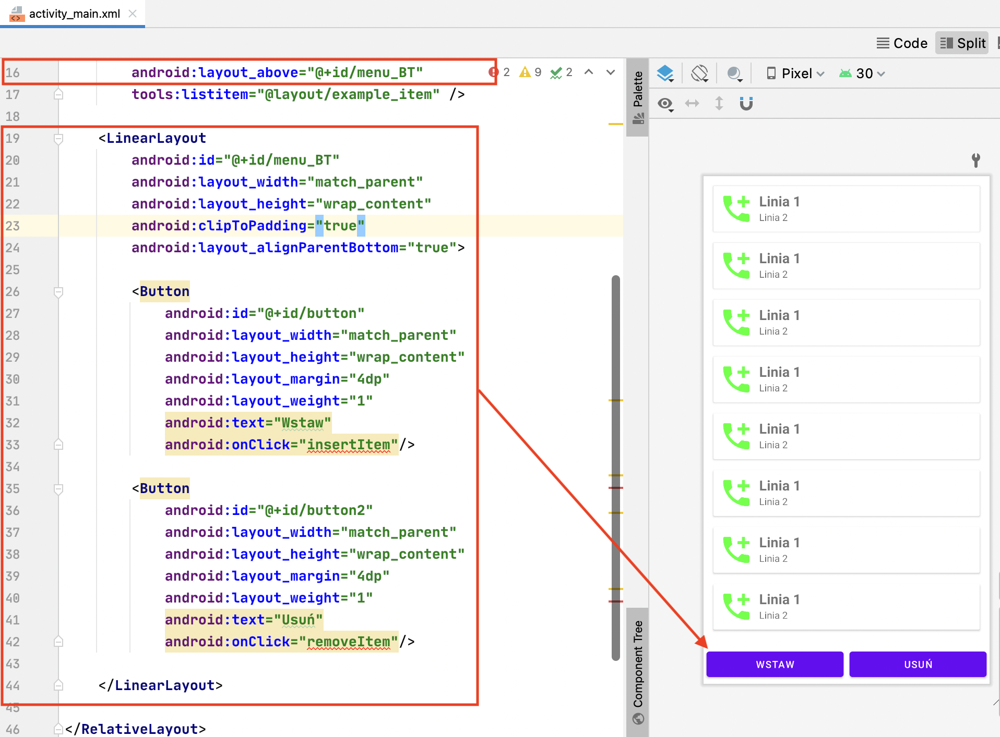 activity_main.xml
Code
Split
16 android:layout_above="@+id/menu_BT"
2 9 2
17 tools:listitem="@layout/example_item" />
18
19 <LinearLayout
20 android:id="@+id/menu_BT"
21 android:layout_width="match_parent"
22 android:layout_height="wrap_content"
23 android:clipToPadding="true"
24 android:layout_alignParentBottom="true">
25
26 <Button
27 android:id="@+id/button"
28 android:layout_width="match_parent"
29 android:layout_height="wrap_content"
30 android:layout_margin="4dp"
31 android:layout_weight="1"
32 android:text="Wstaw"
33 android:onClick="insertItem"/>
34
35 <Button
36 android:id="@+id/button2"
37 android:layout_width="match_parent"
38 android:layout_height="wrap_content"
39 android:layout_margin="4dp"
40 android:layout_weight="1"
41 android:text="Usuń"
42 android:onClick="removeItem"/>
43
44 </LinearLayout>
45
46 </RelativeLayout>
Palette
Component Tree
Pixel
30
Linia 1
Linia 2
Linia 1
Linia 2
Linia 1
Linia 2
Linia 1
Linia 2
Linia 1
Linia 2
Linia 1
Linia 2
Linia 1
Linia 2
Linia 1
Linia 2
WSTAW
USUŃ